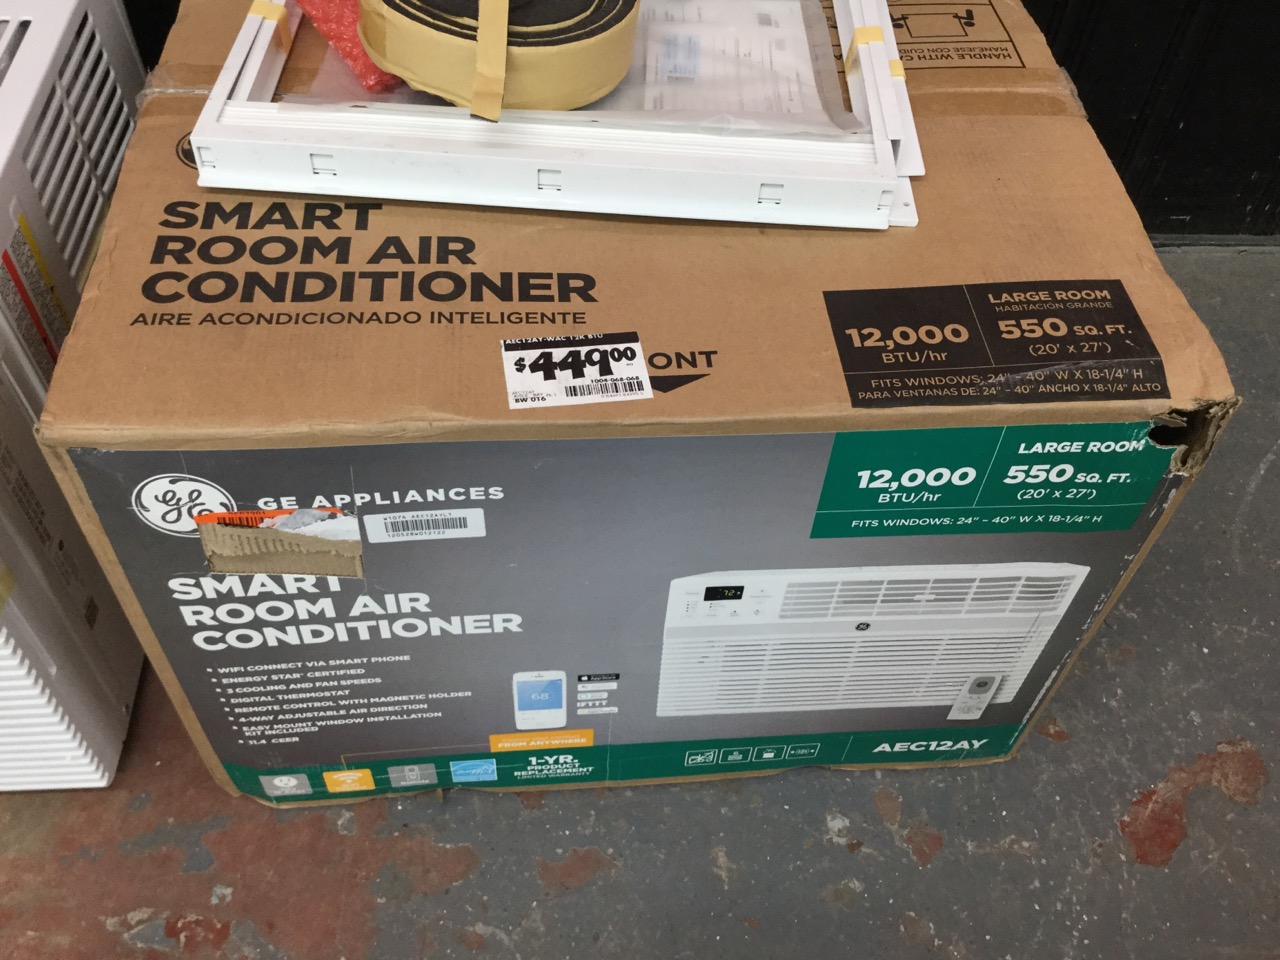 HANDLE WITH
MANEJESE CON
SMART
ROOM AIR
CONDITIONER
AIRE ACONDICIONADO INTELIGENTE
AEC12AY-WAC 12K BTU
$449.00
1004-068-068
BW 016
ONT
12,000
BTU/hr
LARGE ROOM
HABITACIÓN GRANDE
550 SQ. FT.
(20' X 27')
FITS WINDOWS: 24" - 40" W X 18-1/4" H
PARA VENTANAS DE: 24" - 40" ANCHO X 18-1/4" ALTO
GE APPLIANCES
12,000
BTU/hr
LARGE ROOM
550 SQ. FT.
(20' X 27')
FITS WINDOWS: 24" - 40" W X 18-1/4" H
SMART
ROOM AIR
CONDITIONER
• WIFI CONNECT VIA SMART PHONE
• ENERGY STAR® CERTIFIED
• 3 COOLING AND FAN SPEEDS
• DIGITAL THERMOSTAT
• REMOTE CONTROL WITH MAGNETIC HOLDER
• 4-WAY ADJUSTABLE AIR DIRECTION
• EASY MOUNT WINDOW INSTALLATION
KIT INCLUDED
• 11.4 CEER
72
68
IFTTT
FROM ANYWHERE
1-YR.
PRODUCT
REPLACEMENT
LIMITED WARRANTY
AEC12AY